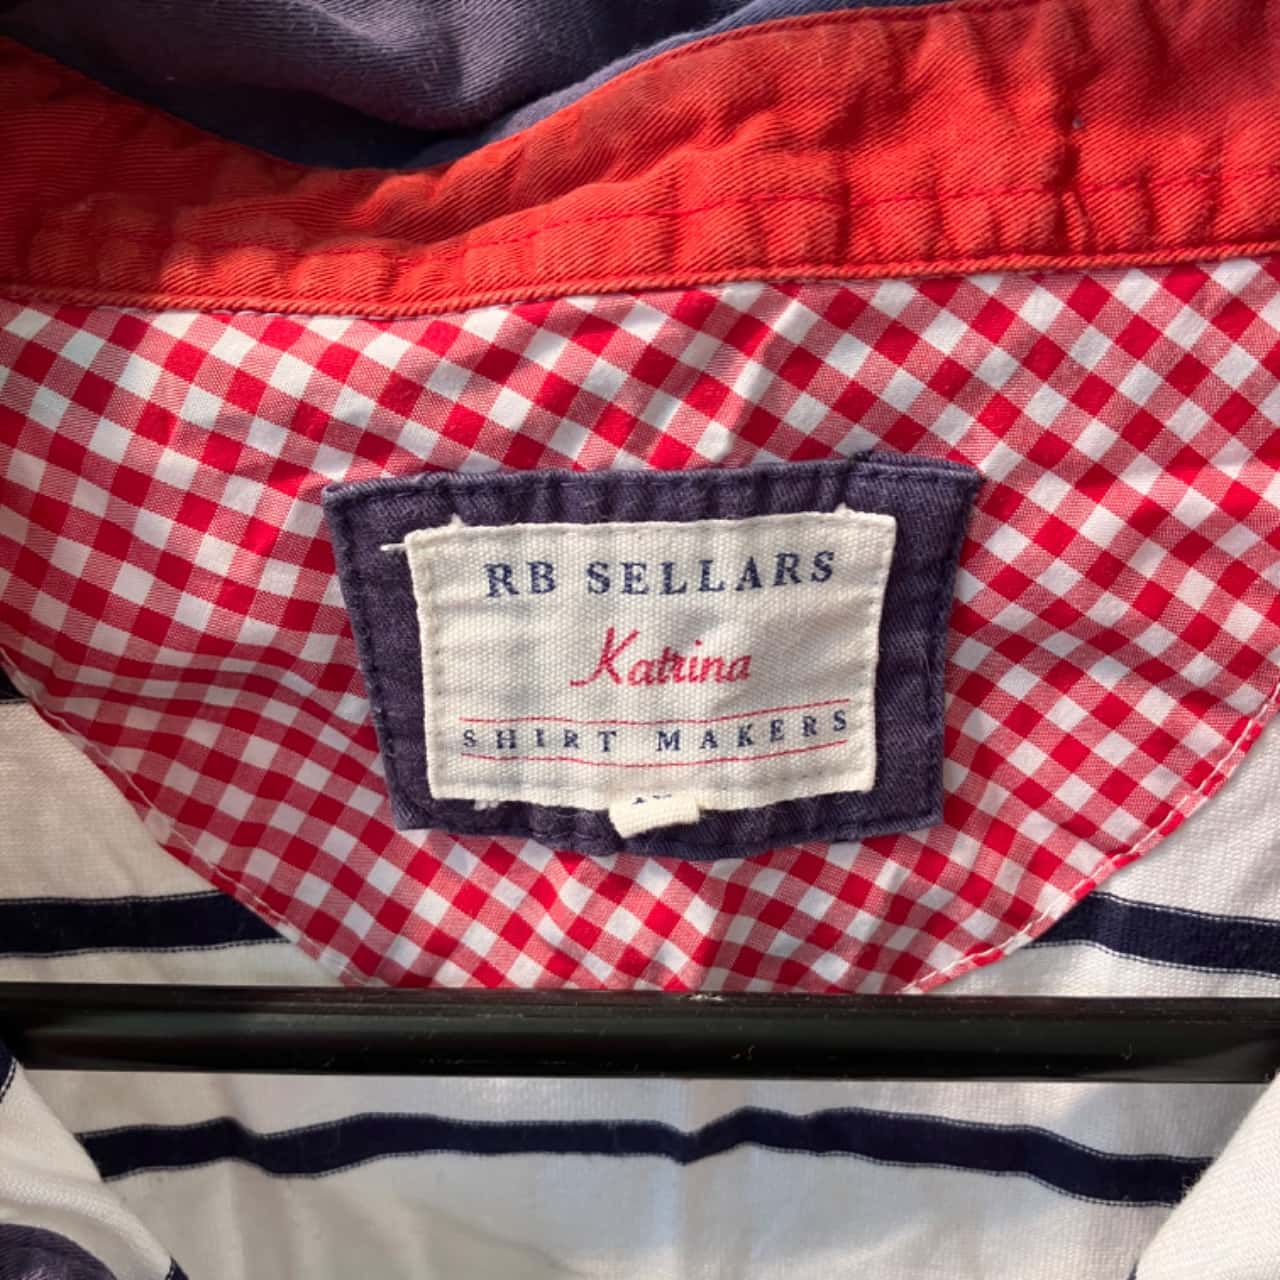 RB SELLARS
Katrina
SHIRT MAKERS